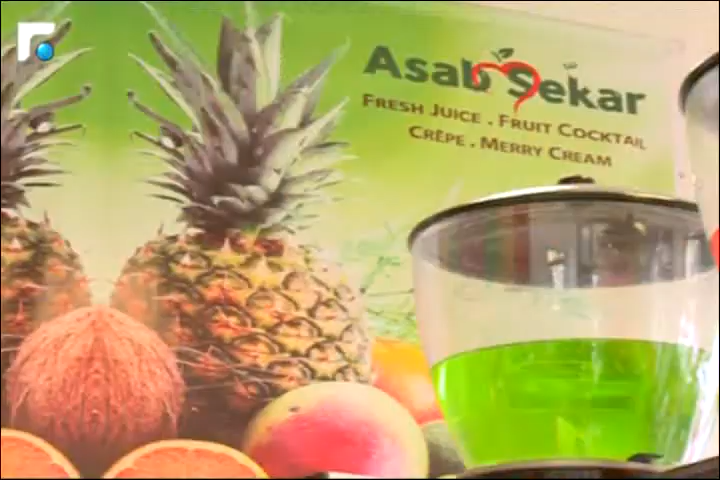 Asab Sekar
FRESH JUICE . FRUIT COCKTAIL
CRÊPE . MERRY CREAM